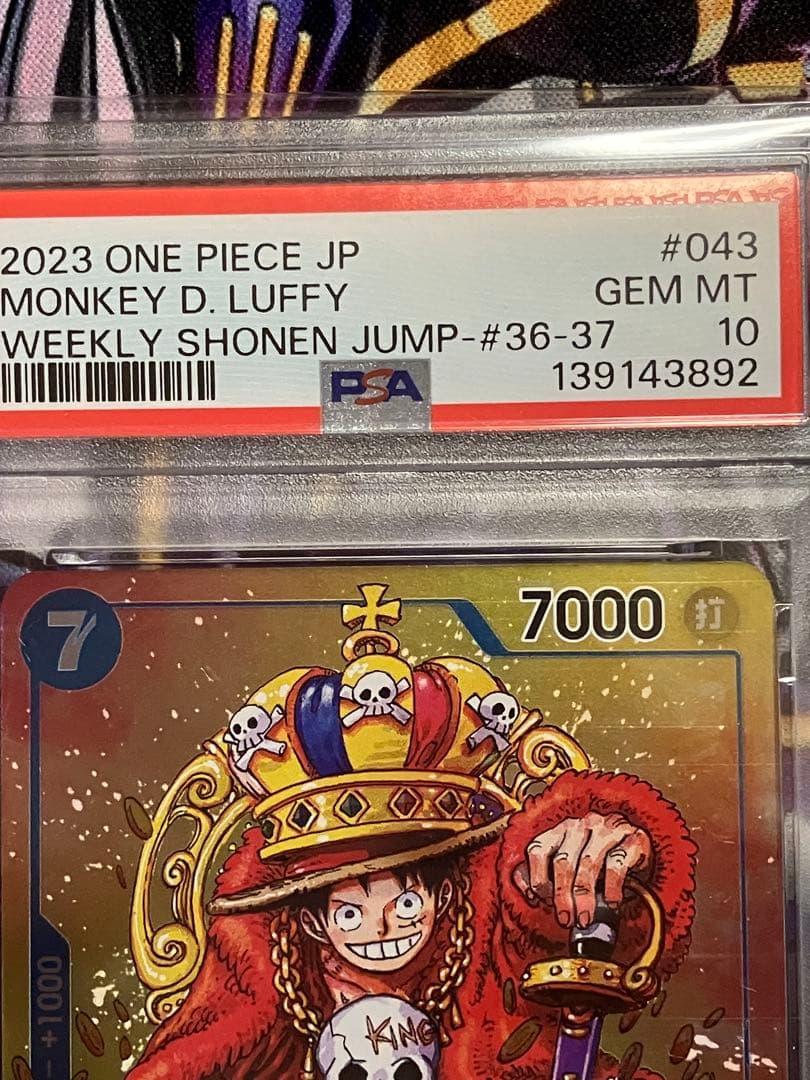 2023 ONE PIECE JP #043
MONKEY D. LUFFY GEM MT
WEEKLY SHONEN JUMP-#36-37 10
PSA 139143892
7 7000 打
KING
+1000